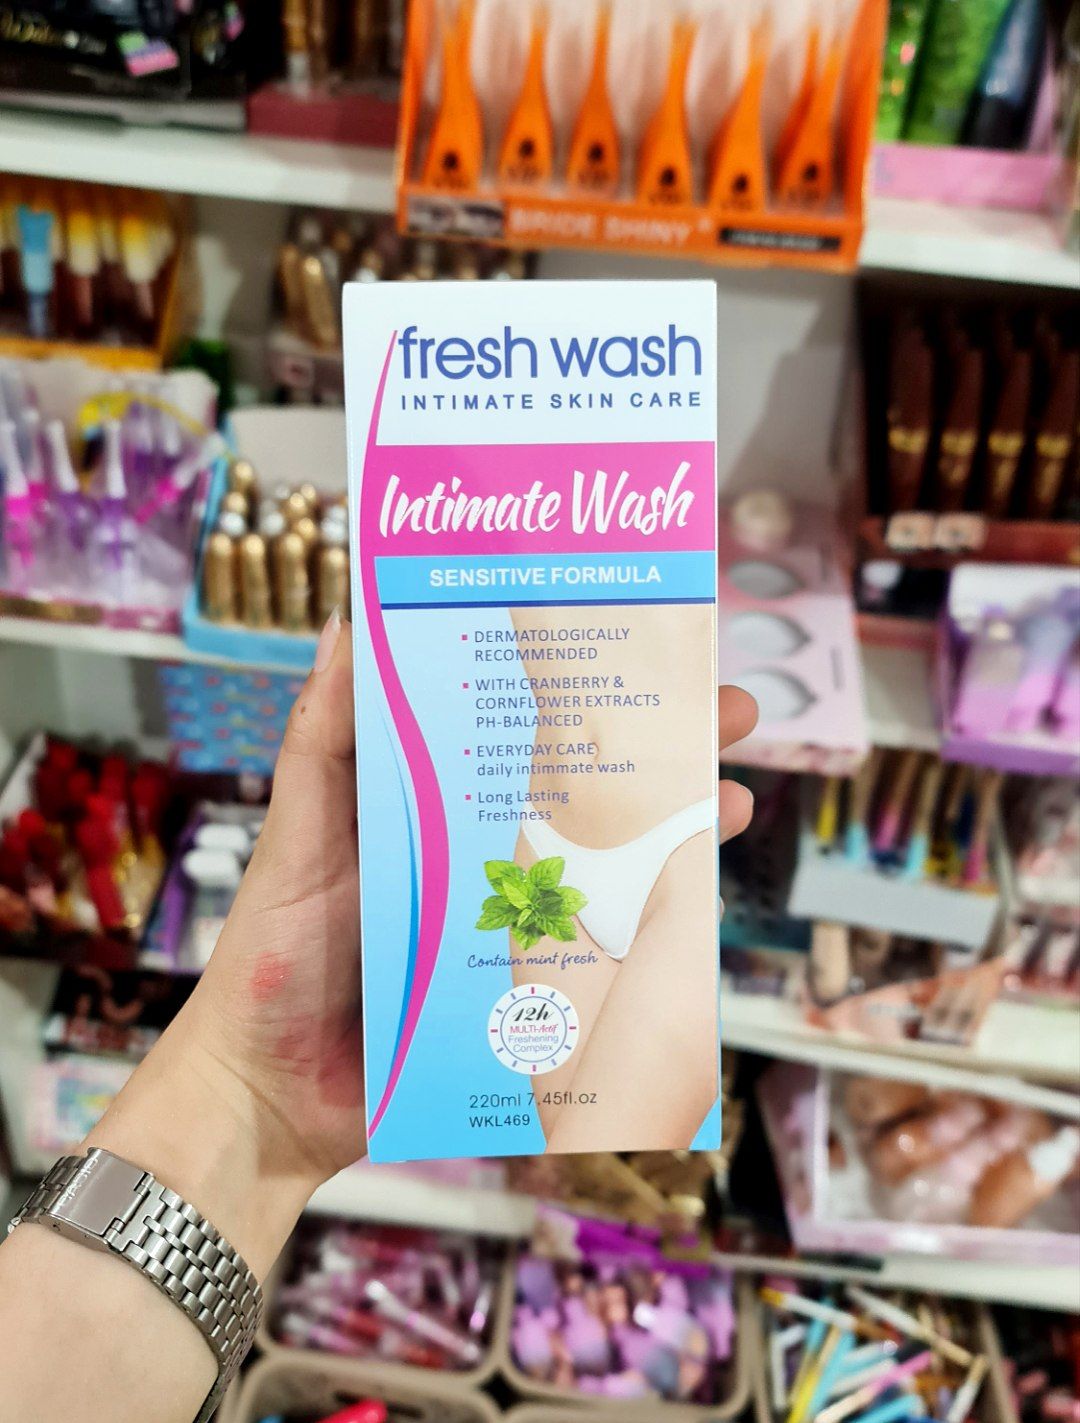 BRIDE SHINY
fresh wash
INTIMATE SKIN CARE
Intimate Wash
SENSITIVE FORMULA
▪ DERMATOLOGICALLY
RECOMMENDED
▪ WITH CRANBERRY &
CORNFLOWER EXTRACTS
PH-BALANCED
▪ EVERYDAY CARE
daily intimmate wash
▪ Long Lasting
Freshness
Contain mint fresh
12h
MULTI-Actif
Freshening
Complex
220ml 7.45fl.oz
WKL469